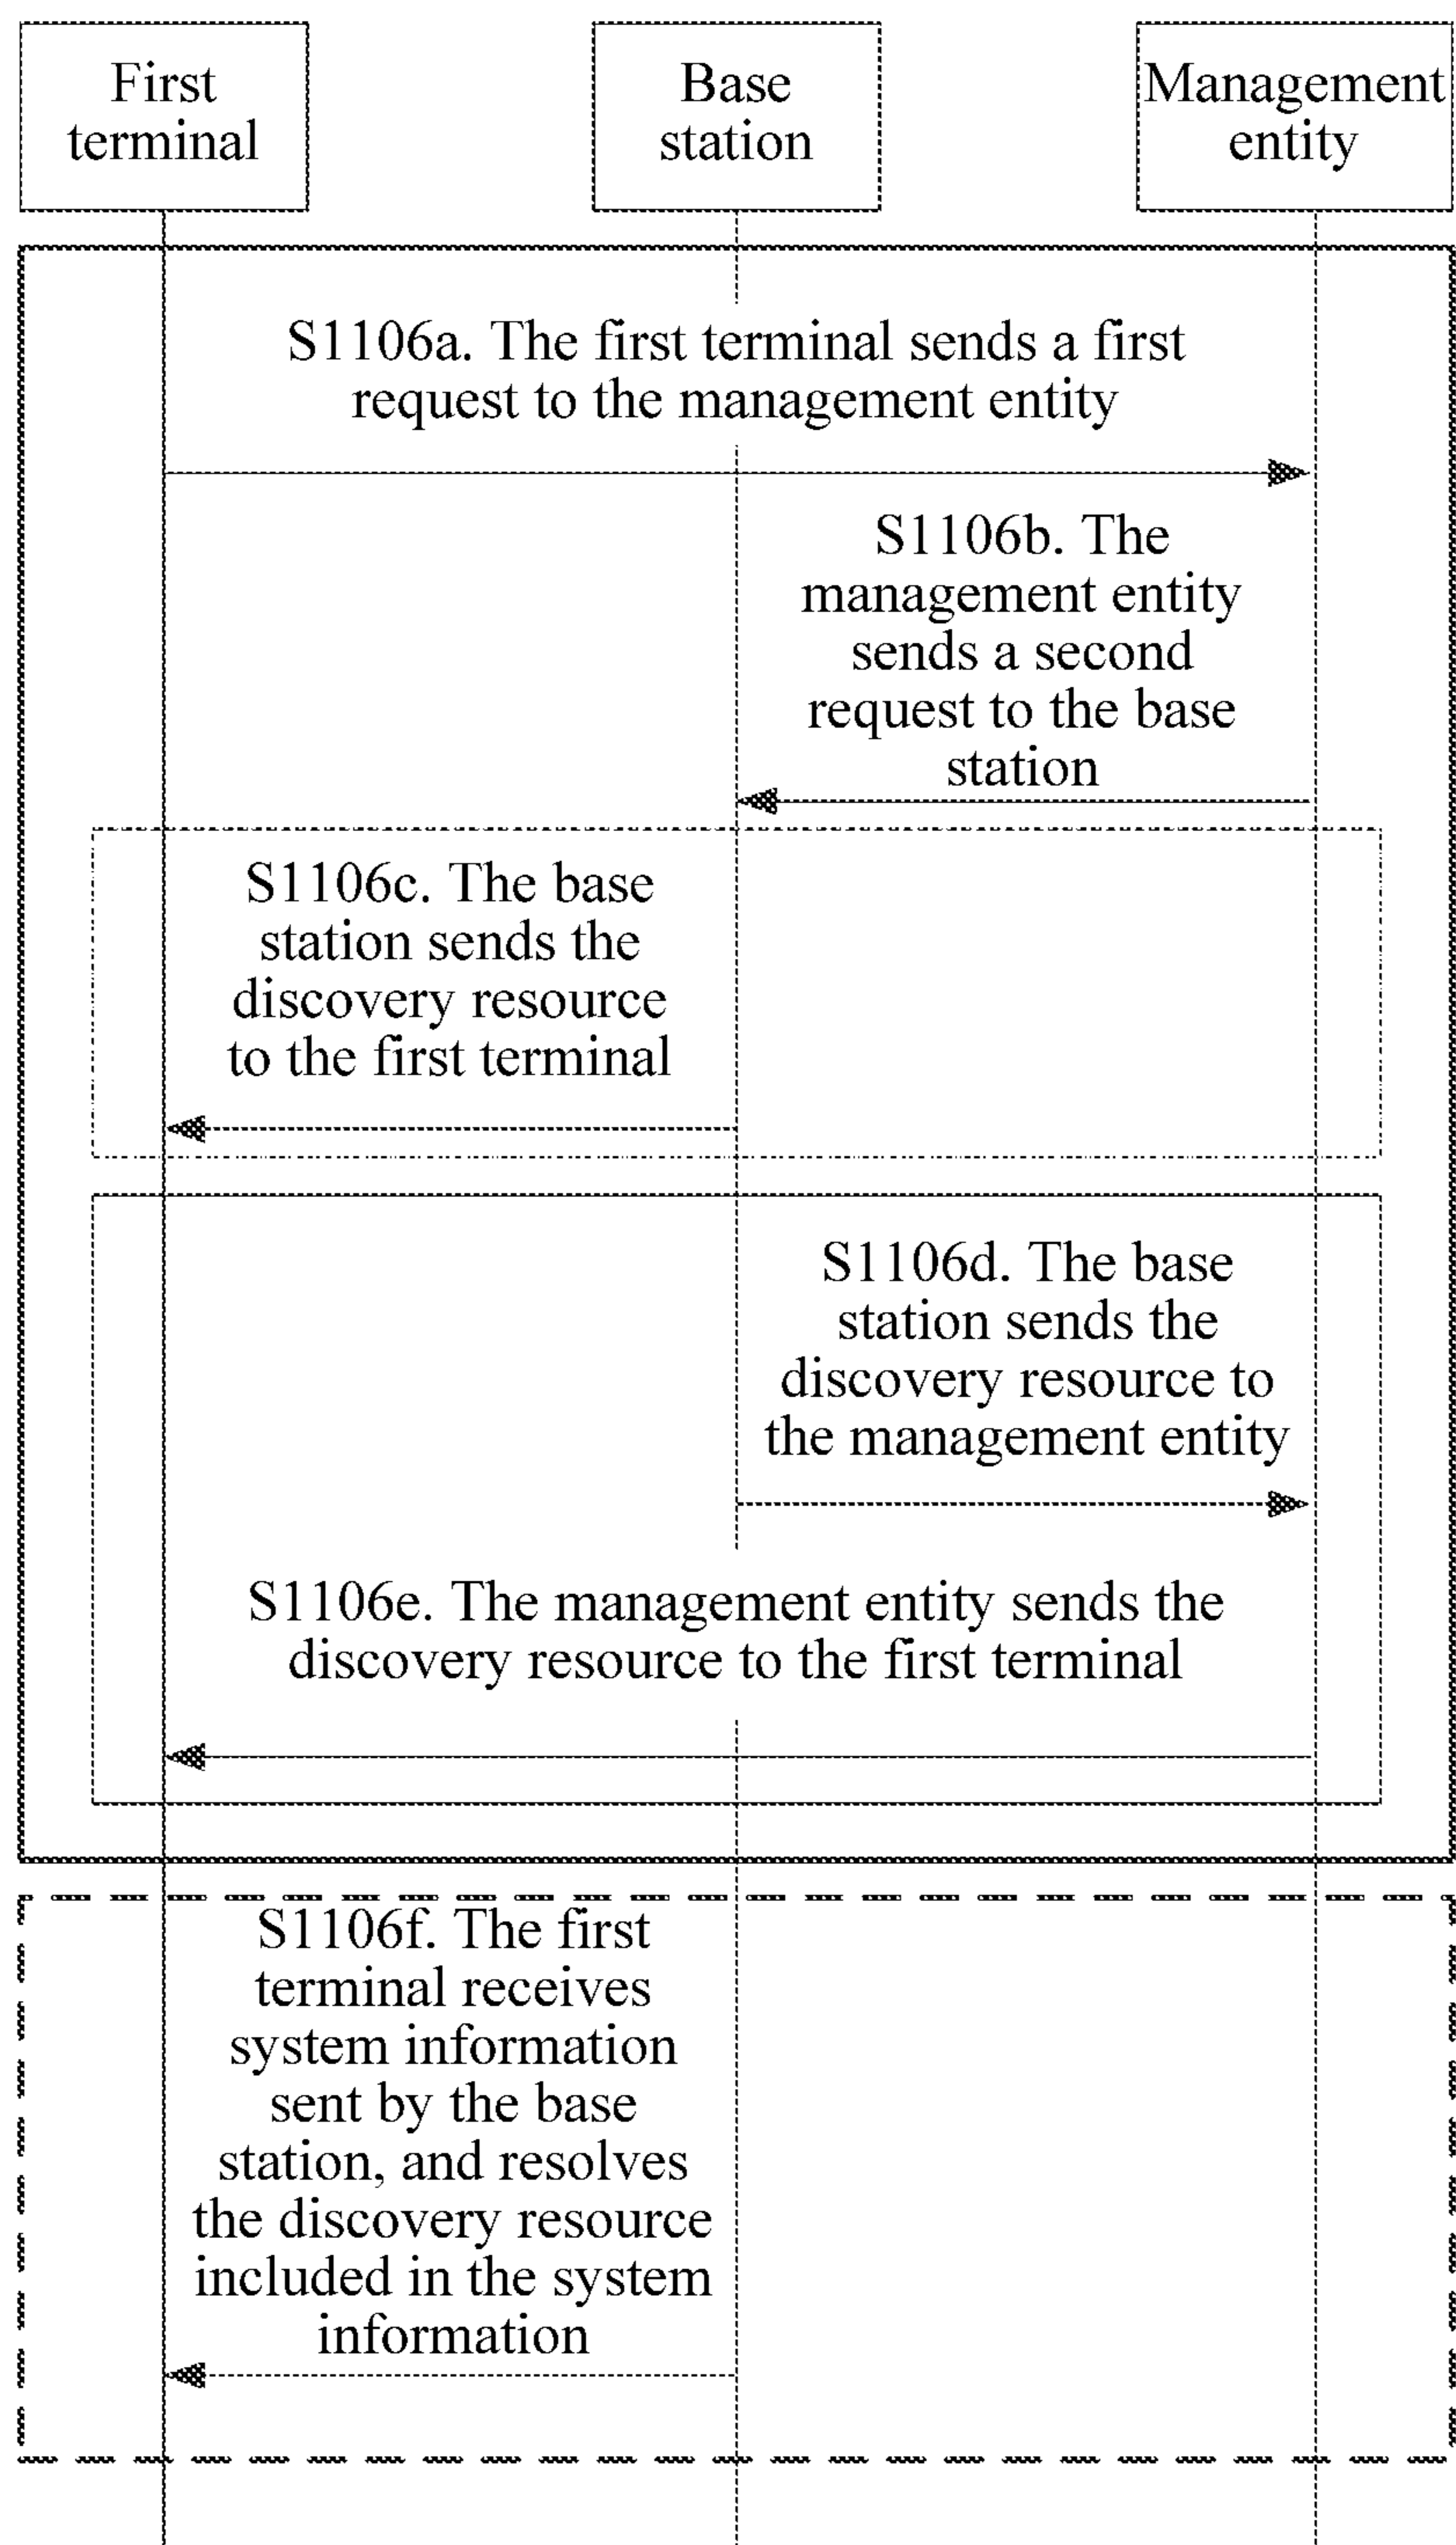 First
terminal
Base
station
Management
entity
S1106a. The first terminal sends a first
request to the management entity
S1106b. The
management entity
sends a second
request to the base
station
S1106c. The base
station sends the
discovery resource
to the first terminal
S1106d. The base
station sends the
discovery resource to
the management entity
S1106e. The management entity sends the
discovery resource to the first terminal
S1106f. The first
terminal receives
system information
sent by the base
station, and resolves
the discovery resource
included in the system
information